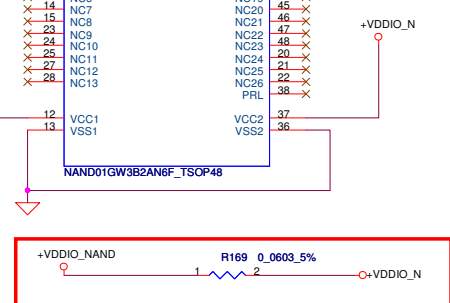 14 NC7 NC20 45
15 NC8 NC21 46
23 NC9 NC22 47
24 NC10 NC23 48
25 NC11 NC24 20
27 NC12 NC25 21
28 NC13 NC26 22
PRL 38
+VDDIO_N
12 VCC1 VCC2 37
13 VSS1 VSS2 36
NAND01GW3B2AN6F_TSOP48
+VDDIO_NAND
R169 0_0603_5%
1 2
+VDDIO_N